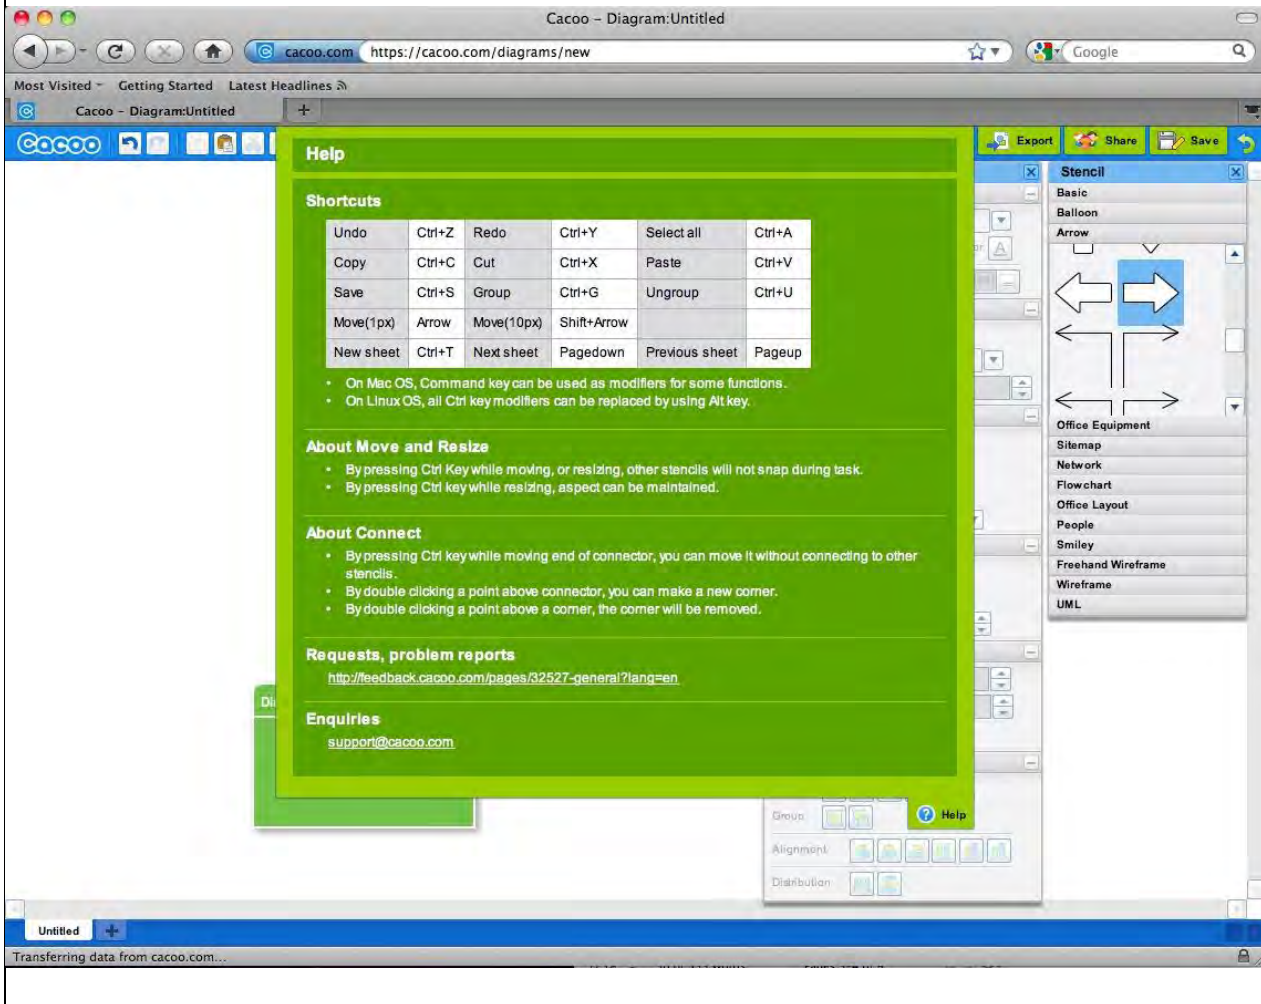 Cacoo - Diagram:Untitled
cacoo.com https://cacoo.com/diagrams/new Google
Most Visited Getting Started Latest Headlines
Cacoo - Diagram:Untitled +
Cacoo Export Share Save
Help
Shortcuts
Undo Ctrl+Z Redo Ctrl+Y Select all Ctrl+A
Copy Ctrl+C Cut Ctrl+X Paste Ctrl+V
Save Ctrl+S Group Ctrl+G Ungroup Ctrl+U
Move(1px) Arrow Move(10px) Shift+Arrow
New sheet Ctrl+T Next sheet Pagedown Previous sheet Pageup
• On Mac OS, Command key can be used as modifiers for some functions.
• On Linux OS, all Ctrl key modifiers can be replaced by using Alt key.
About Move and Resize
• By pressing Ctrl Key while moving, or resizing, other stencils will not snap during task.
• By pressing Ctrl key while resizing, aspect can be maintained.
About Connect
• By pressing Ctrl key while moving end of connector, you can move it without connecting to other
stencils.
• By double clicking a point above connector, you can make a new corner.
• By double clicking a point above a corner, the corner will be removed.
Requests, problem reports
http://feedback.cacoo.com/pages/32527-general?lang=en
Enquiries
support@cacoo.com
Help
Stencil
Basic
Balloon
Arrow
Office Equipment
Sitemap
Network
Flowchart
Office Layout
People
Smiley
Freehand Wireframe
Wireframe
UML
Group
Alignment
Distribution
Untitled
Transferring data from cacoo.com...